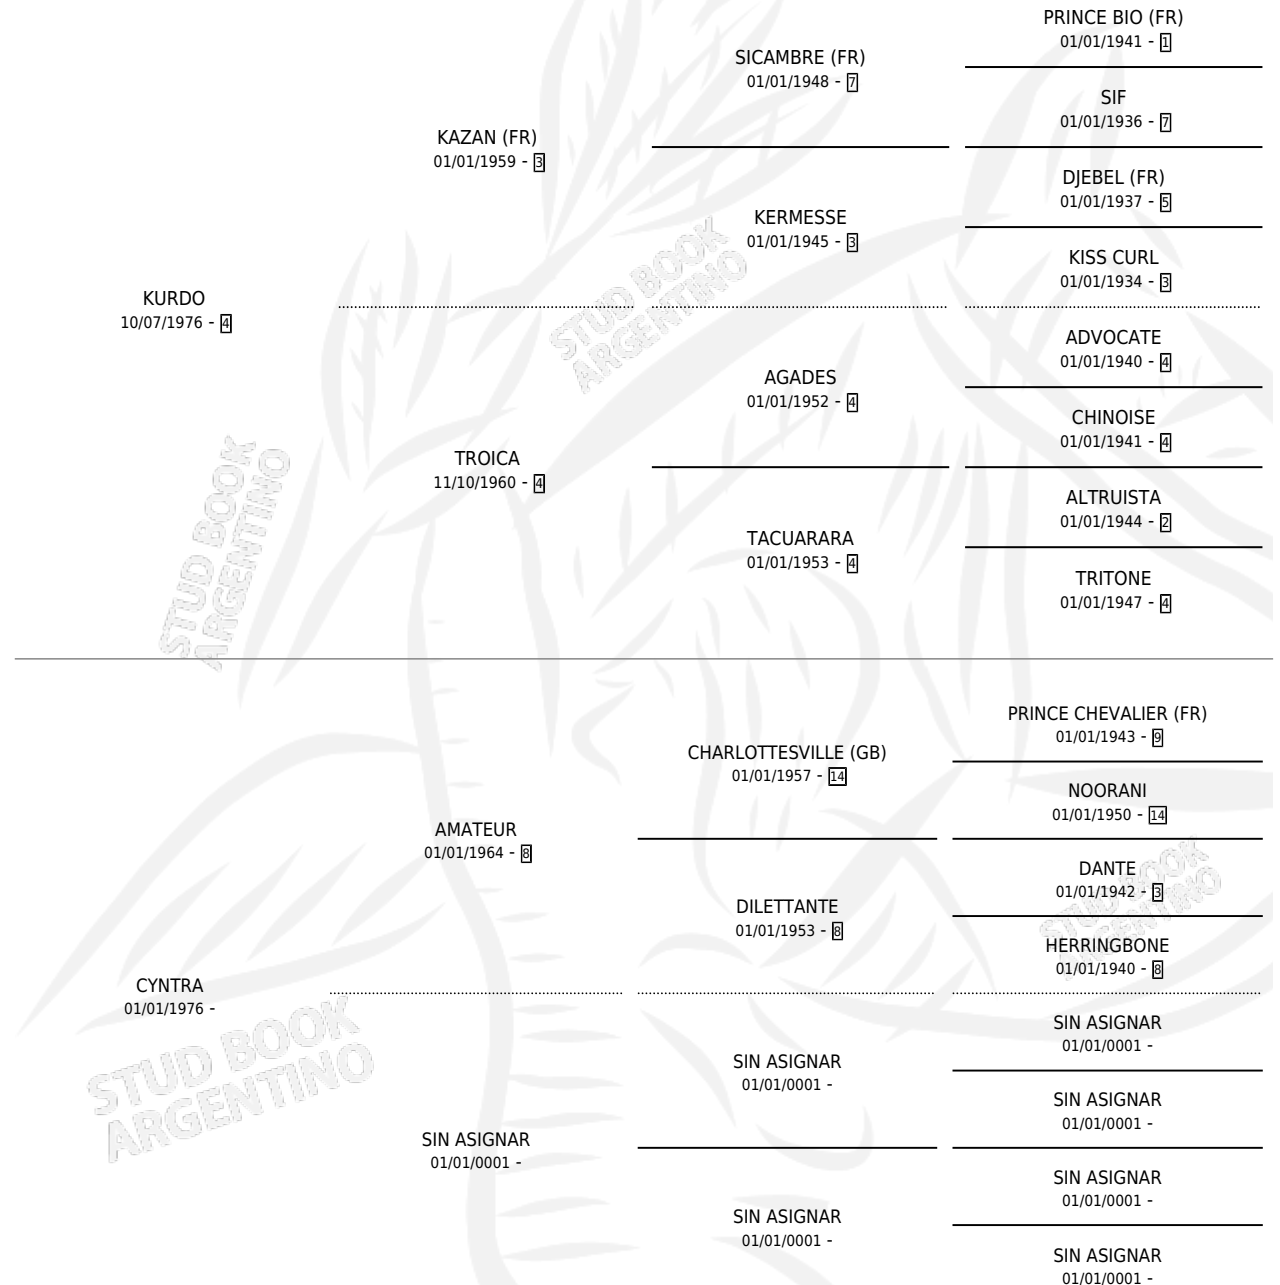 PRINCE BIO (FR)
01/01/1941 - 1
SICAMBRE (FR)
01/01/1948 - 7
SIF
01/01/1936 - 7
KAZAN (FR)
01/01/1959 - 3
DJEBEL (FR)
01/01/1937 - 5
KERMESSE
01/01/1945 - 3
KISS CURL
01/01/1934 - 3
KURDO
10/07/1976 - 4
STUD BOOK
ARGENTINO
ADVOCATE
01/01/1940 - 4
AGADES
01/01/1952 - 4
CHINOISE
01/01/1941 - 4
TROICA
11/10/1960 - 4
ALTRUISTA
01/01/1944 - 2
TACUARARA
01/01/1953 - 4
TRITONE
01/01/1947 - 4
STUD BOOK
ARGENTINO
PRINCE CHEVALIER (FR)
01/01/1943 - 9
CHARLOTTESVILLE (GB)
01/01/1957 - 14
NOORANI
01/01/1950 - 14
AMATEUR
01/01/1964 - 8
DANTE
01/01/1942 - 3
STUD BOOK
ARGENTINO
DILETTANTE
01/01/1953 - 8
HERRINGBONE
01/01/1940 - 8
CYNTRA
01/01/1976 -
STUD BOOK
ARGENTINO
SIN ASIGNAR
01/01/0001 -
SIN ASIGNAR
01/01/0001 -
SIN ASIGNAR
01/01/0001 -
SIN ASIGNAR
01/01/0001 -
SIN ASIGNAR
01/01/0001 -
SIN ASIGNAR
01/01/0001 -
SIN ASIGNAR
01/01/0001 -